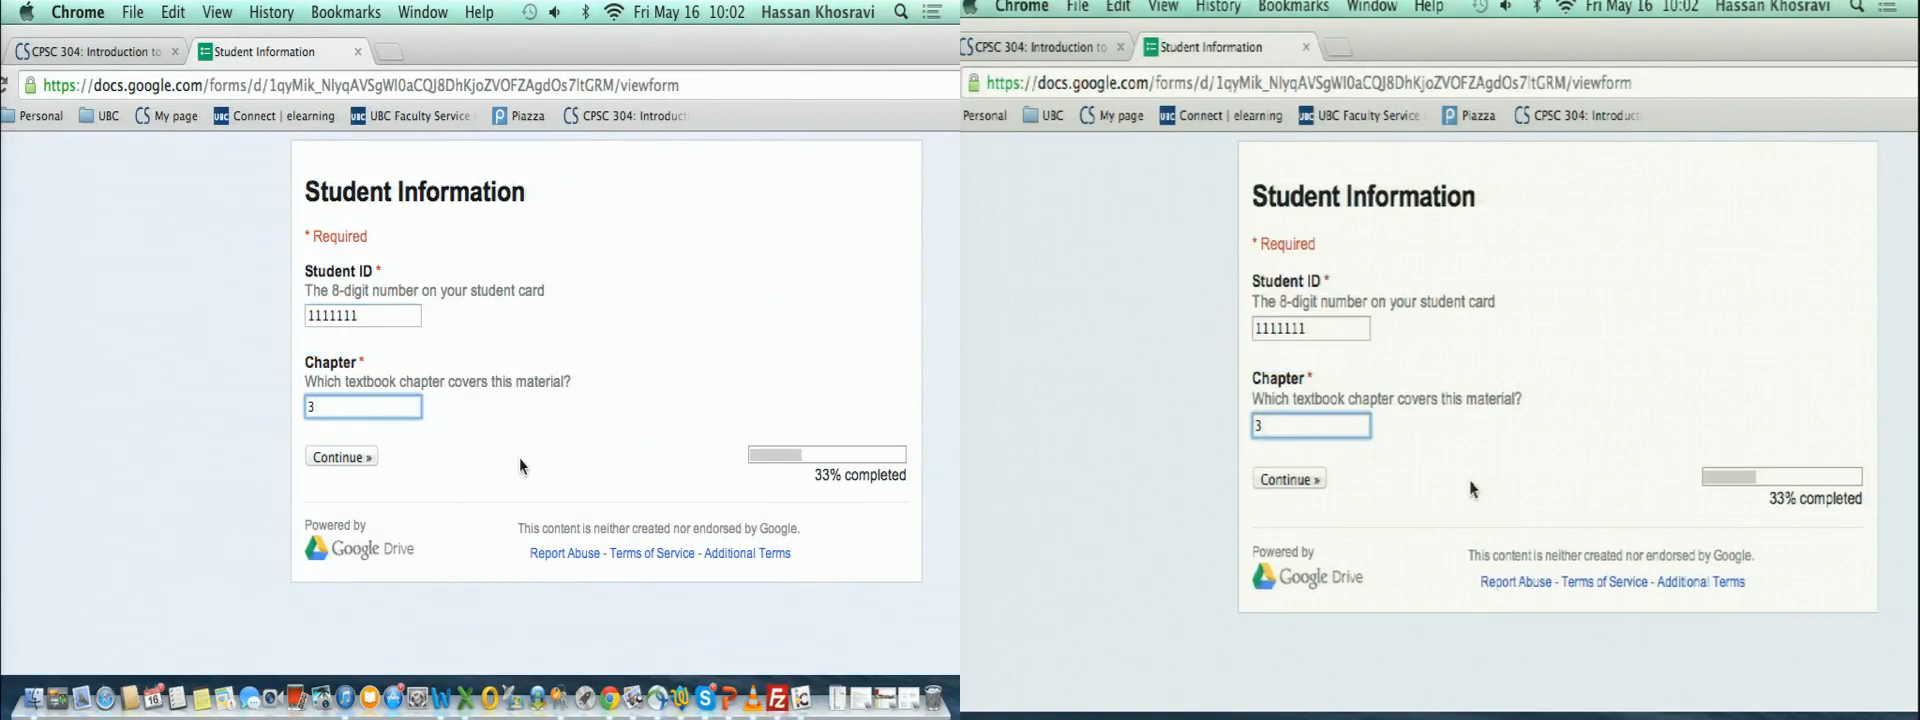 Chrome File Edit View History Bookmarks Window Help Fri May 16 10:02 Hassan Khosravi
CPSC 304: Introduction to Student Information
https://docs.google.com/forms/d/1qyMik_NlyqAVSgWl0aCQJ8DhKjoZVOFZAgdOs7ltGRM/viewform
Personal UBC My page Connect | elearning UBC Faculty Service Piazza CPSC 304: Introduct
Student Information
* Required
Student ID *
The 8-digit number on your student card
1111111
Chapter *
Which textbook chapter covers this material?
3
Continue »
33% completed
Powered by
Google Drive
This content is neither created nor endorsed by Google.
Report Abuse - Terms of Service - Additional Terms
Chrome File Edit View History Bookmarks Window Help Fri May 16 10:02 Hassan Khosravi
CPSC 304: Introduction to Student Information
https://docs.google.com/forms/d/1qyMik_NlyqAVSgWl0aCQJ8DhKjoZVOFZAgdOs7ltGRM/viewform
Personal UBC My page Connect | elearning UBC Faculty Service Piazza CPSC 304: Introduct
Student Information
* Required
Student ID *
The 8-digit number on your student card
1111111
Chapter *
Which textbook chapter covers this material?
3
Continue »
33% completed
Powered by
Google Drive
This content is neither created nor endorsed by Google.
Report Abuse - Terms of Service - Additional Terms